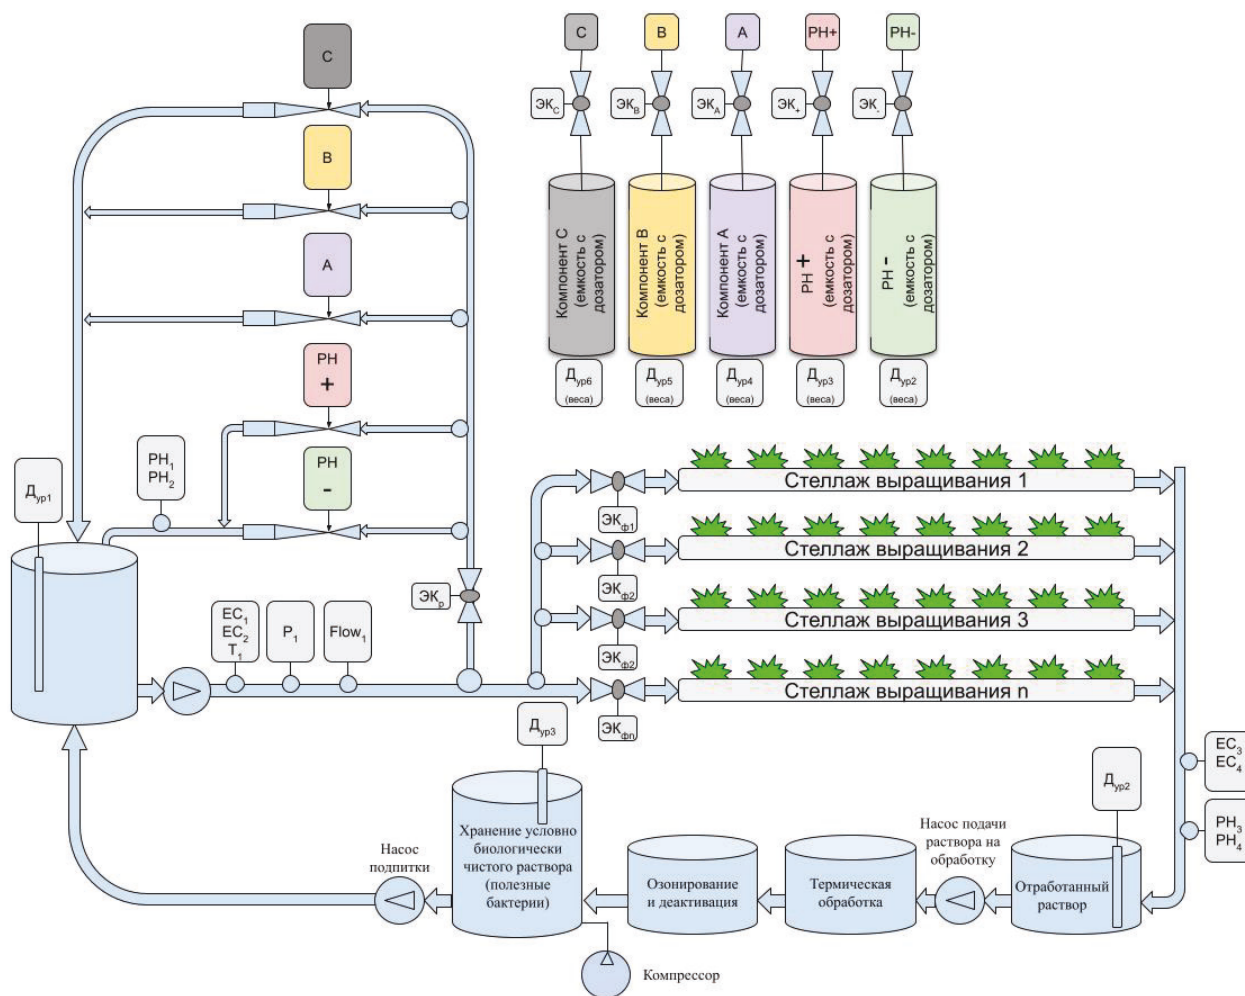 C
B
A
PH
+
PH
-
C
B
A
PH+
PH-
ЭКC
ЭКB
ЭКA
ЭК+
ЭК-
Компонент C
(емкость с
дозатором)
Компонент B
(емкость с
дозатором)
Компонент A
(емкость с
дозатором)
PH + (емкость с
дозатором)
PH - (емкость с
дозатором)
Дур6
(веса)
Дур5
(веса)
Дур4
(веса)
Дур3
(веса)
Дур2
(веса)
Дур1
PH1
PH2
EC1
EC2
T1
P1
Flow1
ЭКр
ЭКф1
ЭКф2
ЭКф2
ЭКфn
Стеллаж выращивания 1
Стеллаж выращивания 2
Стеллаж выращивания 3
Стеллаж выращивания n
EC3
EC4
PH3
PH4
Дур2
Дур3
Насос
подпитки
Хранение условно
биологически
чистого раствора
(полезные
бактерии)
Озонирование
и деактивация
Термическая
обработка
Насос подачи
раствора на
обработку
Отработанный
раствор
Компрессор